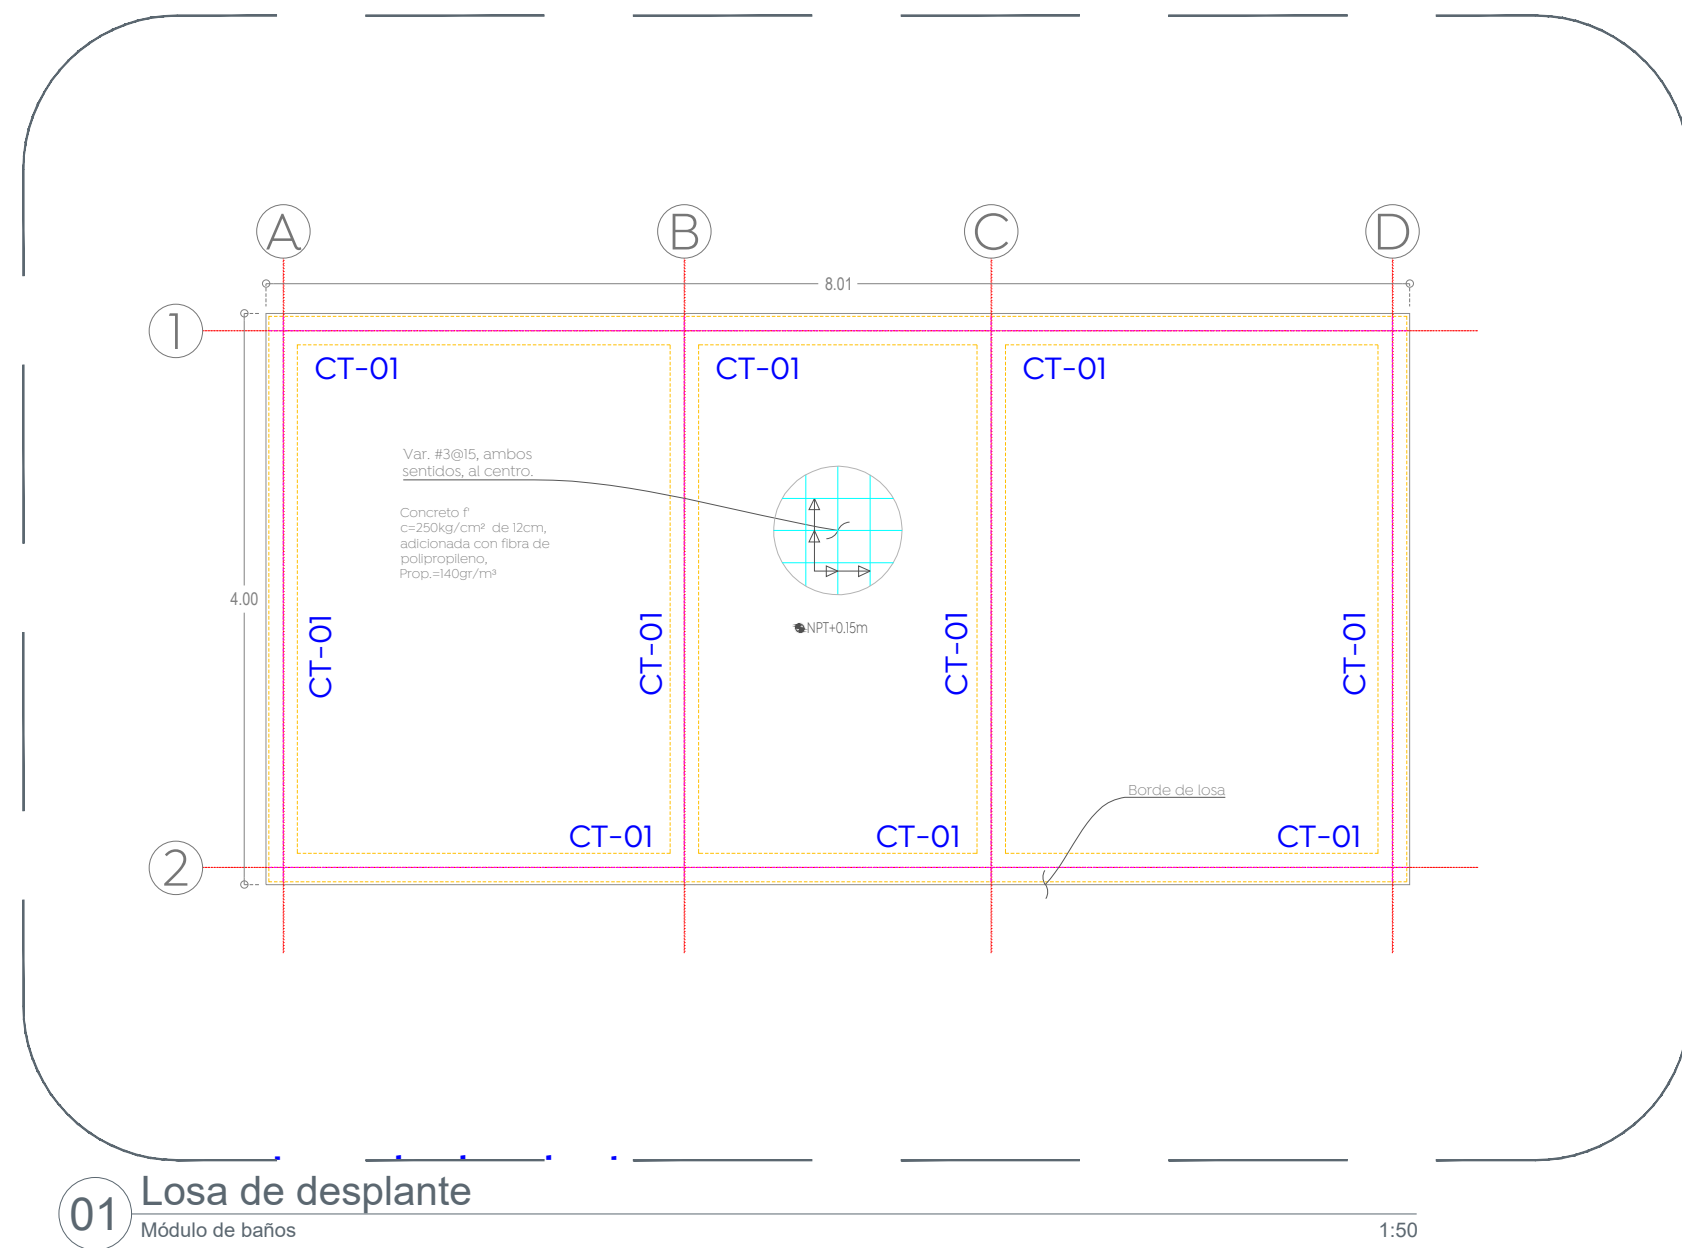 A
B
C
D
8.01
1
CT-01
CT-01
CT-01
Var. #3@15, ambos
sentidos, al centro.
Concreto f'
c=250kg/cm² de 12cm,
adicionada con fibra de
polipropileno,
Prop.=140gr/m³
4.00
NPT+0.15m
CT-01
CT-01
CT-01
CT-01
Borde de losa
CT-01
CT-01
CT-01
2
01
Losa de desplante
Módulo de baños
1:50